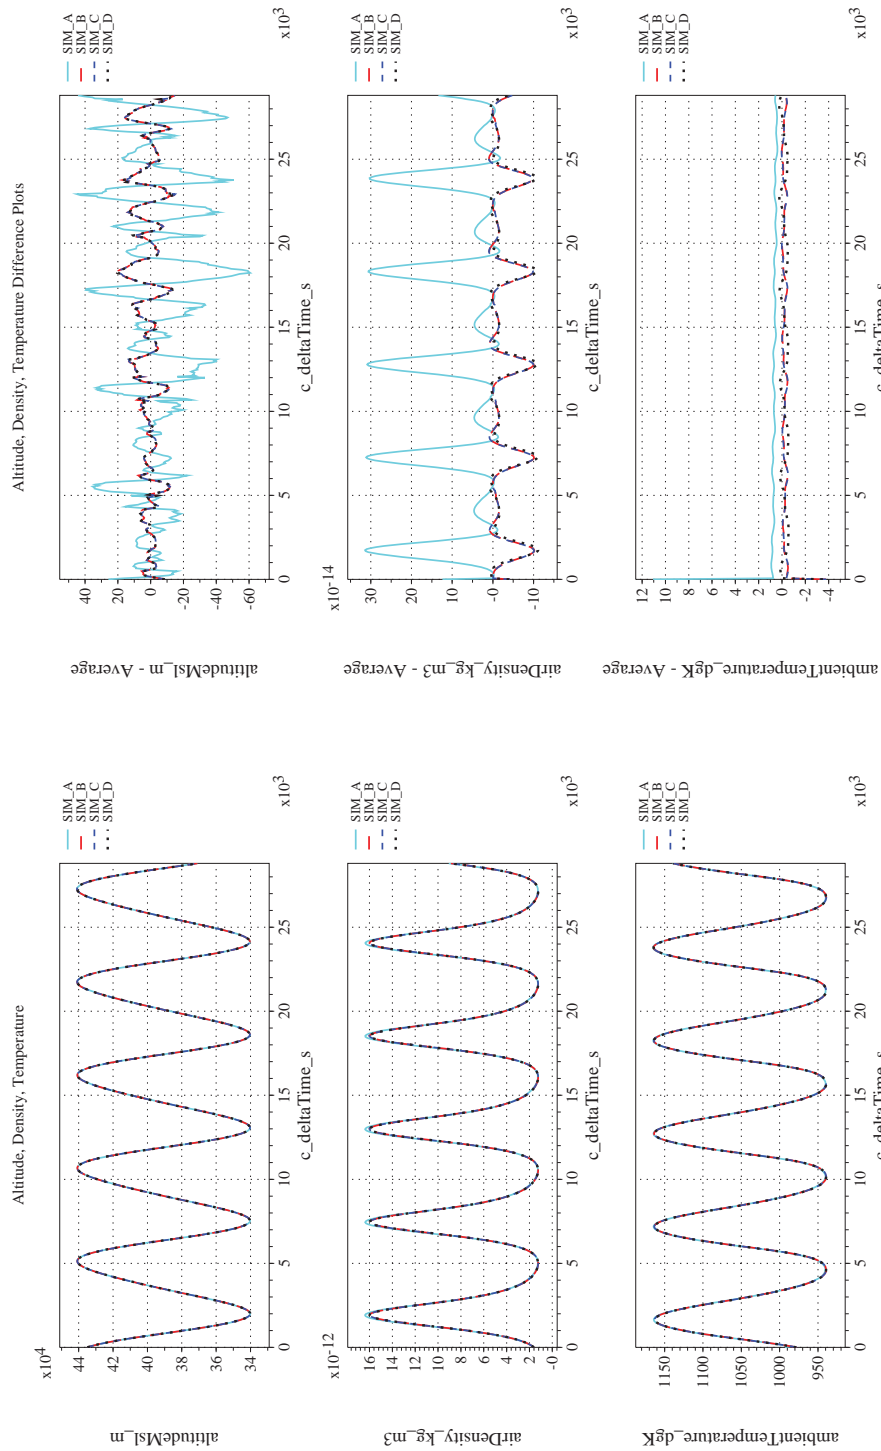 Altitude, Density, Temperature
x10^4
44
42
40
38
36
34
0
5
10
15
20
25
x10^3
altitudeMsl_m
c_deltaTime_s
SIM_A
SIM_B
SIM_C
SIM_D
x10^-12
16
14
12
10
8
6
4
2
-0
0
5
10
15
20
25
x10^3
airDensity_kg_m3
c_deltaTime_s
SIM_A
SIM_B
SIM_C
SIM_D
1150
1100
1050
1000
950
0
5
10
15
20
25
x10^3
ambientTemperature_dgK
c_deltaTime_s
SIM_A
SIM_B
SIM_C
SIM_D
Altitude, Density, Temperature Difference Plots
40
20
0
-20
-40
-60
0
5
10
15
20
25
x10^3
altitudeMsl_m - Average
c_deltaTime_s
SIM_A
SIM_B
SIM_C
SIM_D
x10^-14
30
20
10
-0
-10
0
5
10
15
20
25
x10^3
airDensity_kg_m3 - Average
c_deltaTime_s
SIM_A
SIM_B
SIM_C
SIM_D
12
10
8
6
4
2
0
-2
-4
0
5
10
15
20
25
x10^3
ambientTemperature_dgK - Average
c_deltaTime_s
SIM_A
SIM_B
SIM_C
SIM_D